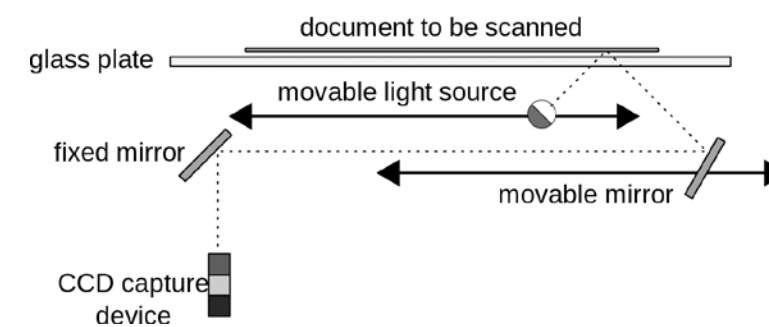 document to be scanned
glass plate
movable light source
fixed mirror
movable mirror
CCD capture
device